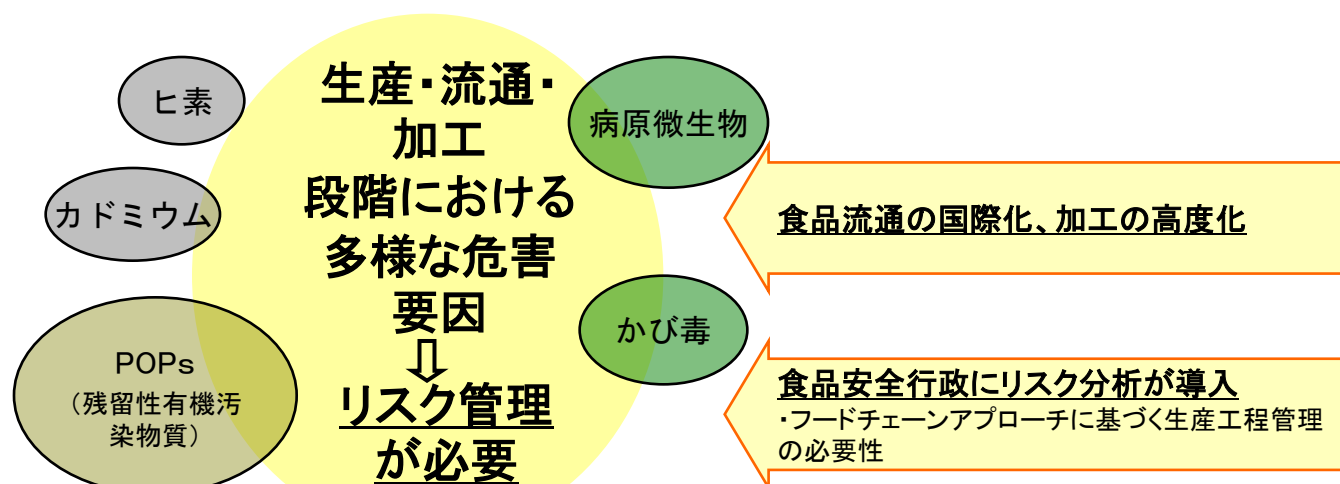 ヒ素
カドミウム
POPs
（残留性有機汚
染物質）
生産・流通・
加工
段階における
多様な危害
要因
⇩
リスク管理
が必要
病原微生物
かび毒
食品流通の国際化、加工の高度化
食品安全行政にリスク分析が導入
・フードチェーンアプローチに基づく生産工程管理
の必要性